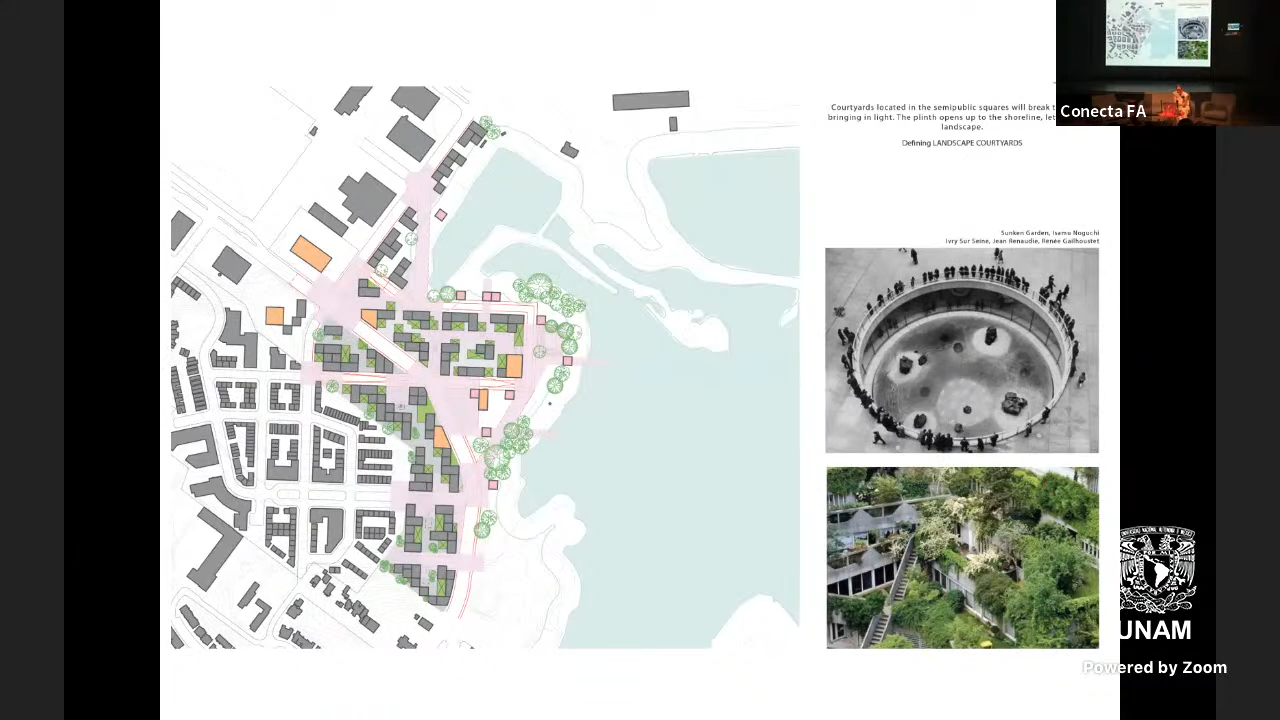 Courtyards located in the semipublic squares will break
bringing in light. The plinth opens up to the shoreline,
landscape.
Defining LANDSCAPE COURTYARDS
Sunken Garden, Isamu Noguchi
Ivry Sur Seine, Jean Renaudie, Renée Gailhoustet
Conecta FA
UNAM
Powered by Zoom